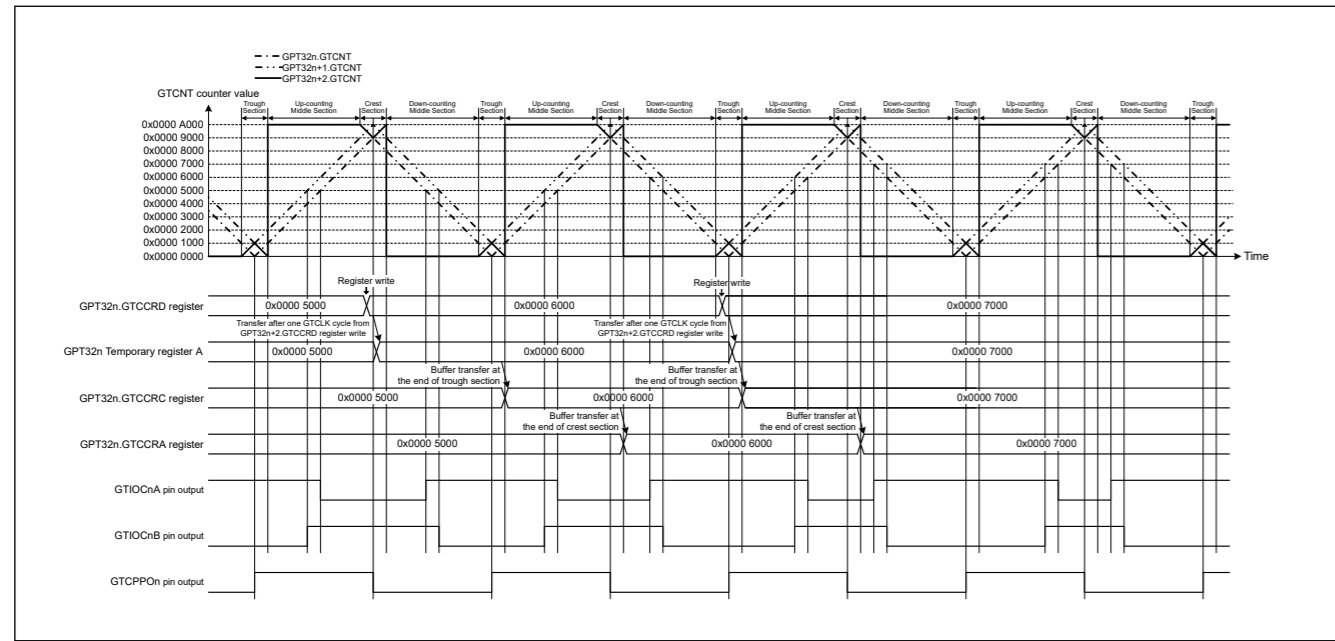 GPT32n.GTCNT
GPT32n+1.GTCNT
GPT32n+2.GTCNT
GTCNT counter value
Trough Section
Up-counting Middle Section
Crest Section
Down-counting Middle Section
Trough Section
Up-counting Middle Section
Crest Section
Down-counting Middle Section
Trough Section
Up-counting Middle Section
Crest Section
Down-counting Middle Section
Trough Section
Up-counting Middle Section
Crest Section
Down-counting Middle Section
Trough Section
0x0000 A000
0x0000 9000
0x0000 8000
0x0000 7000
0x0000 6000
0x0000 5000
0x0000 4000
0x0000 3000
0x0000 2000
0x0000 1000
0x0000 0000
Time
Register write
Register write
GPT32n.GTCCRD register
0x0000 5000
0x0000 6000
0x0000 7000
Transfer after one GTCLK cycle from
GPT32n+2.GTCCRD register write
Transfer after one GTCLK cycle from
GPT32n+2.GTCCRD register write
GPT32n Temporary register A
0x0000 5000
0x0000 6000
0x0000 7000
Buffer transfer at
the end of trough section
Buffer transfer at
the end of trough section
GPT32n.GTCCRC register
0x0000 5000
0x0000 6000
0x0000 7000
Buffer transfer at
the end of crest section
Buffer transfer at
the end of crest section
GPT32n.GTCCRA register
0x0000 5000
0x0000 6000
0x0000 7000
GTIOCnA pin output
GTIOCnB pin output
GTCPPOn pin output